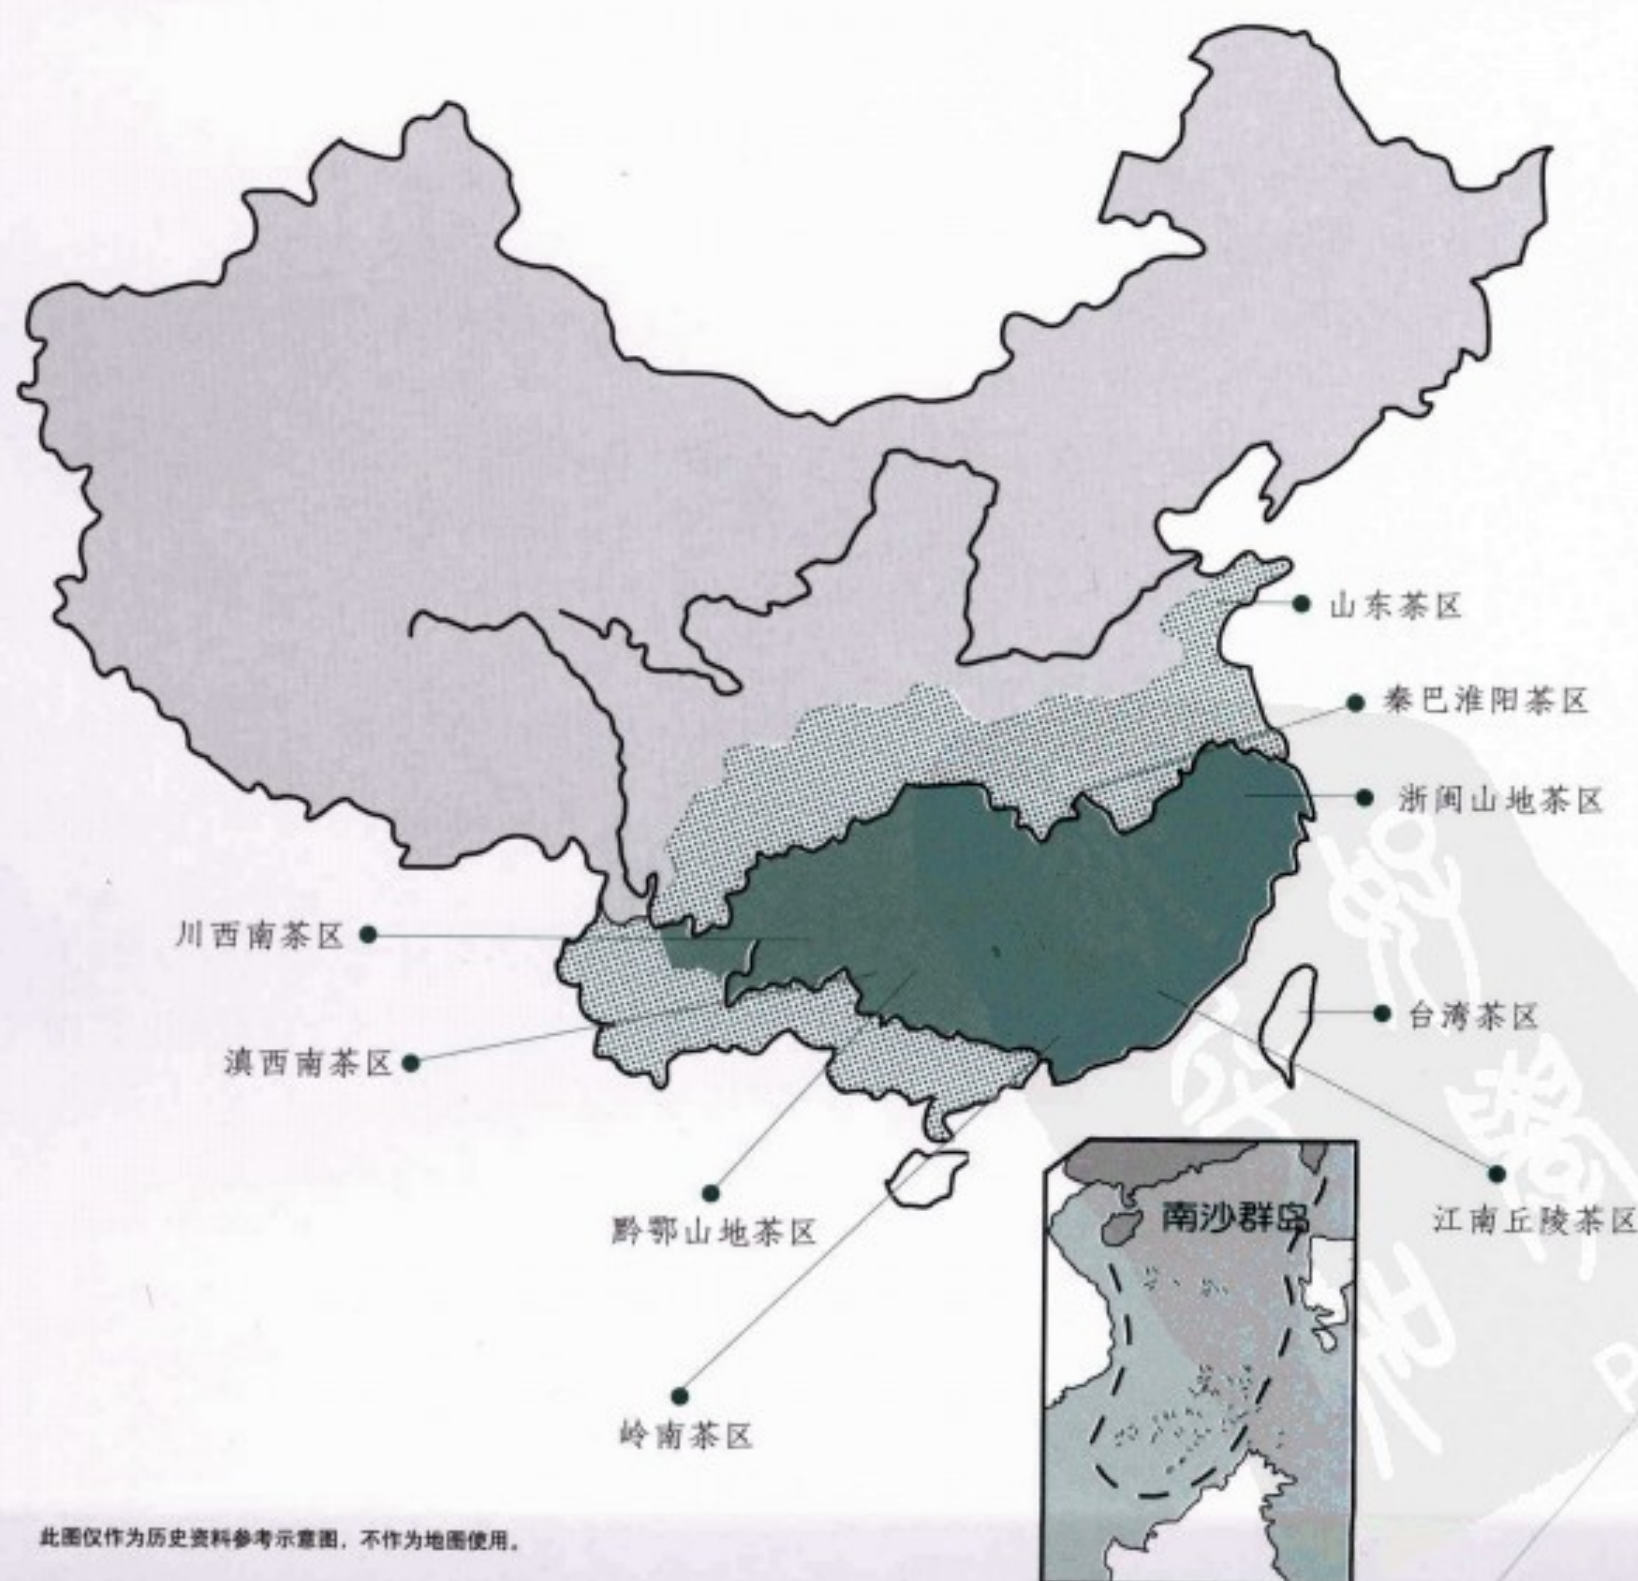 山东茶区
秦巴淮阳茶区
浙闽山地茶区
川西南茶区
台湾茶区
滇西南茶区
黔鄂山地茶区
南沙群岛
江南丘陵茶区
岭南茶区
此图仅作为历史资料参考示意图，不作为地图使用。